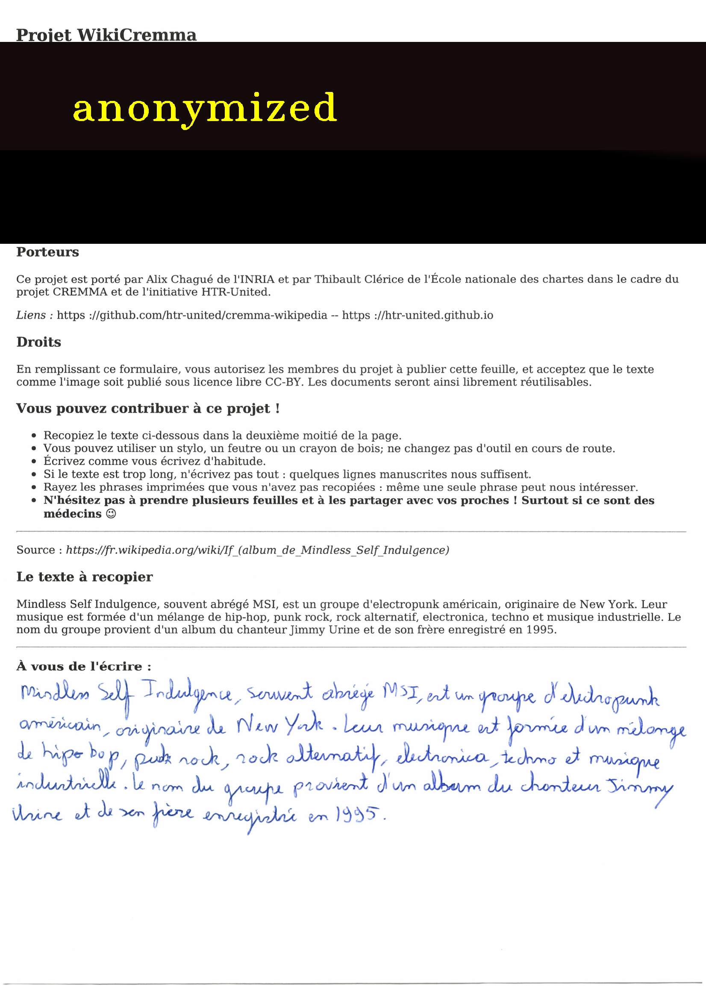 Projet WikiCremma
anonymized
Porteurs
Ce projet est porté par Alix Chagué de l'INRIA et par Thibault Clérice de l'École nationale des chartes dans le cadre du
projet CREMMA et de l'initiative HTR-United.
Liens : https ://github.com/htr-united/cremma-wikipedia -- https ://htr-united.github.io
Droits
En remplissant ce formulaire, vous autorisez les membres du projet à publier cette feuille, et acceptez que le texte
comme l'image soit publié sous licence libre CC-BY. Les documents seront ainsi librement réutilisables.
Vous pouvez contribuer à ce projet !
• Recopiez le texte ci-dessous dans la deuxième moitié de la page.
• Vous pouvez utiliser un stylo, un feutre ou un crayon de bois; ne changez pas d'outil en cours de route.
• Écrivez comme vous écrivez d'habitude.
• Si le texte est trop long, n'écrivez pas tout : quelques lignes manuscrites nous suffisent.
• Rayez les phrases imprimées que vous n'avez pas recopiées : même une seule phrase peut nous intéresser.
• N'hésitez pas à prendre plusieurs feuilles et à les partager avec vos proches ! Surtout si ce sont des
médecins 😉
Source : https://fr.wikipedia.org/wiki/If_(album_de_Mindless_Self_Indulgence)
Le texte à recopier
Mindless Self Indulgence, souvent abrégé MSI, est un groupe d'electropunk américain, originaire de New York. Leur
musique est formée d'un mélange de hip-hop, punk rock, rock alternatif, electronica, techno et musique industrielle. Le
nom du groupe provient d'un album du chanteur Jimmy Urine et de son frère enregistré en 1995.
À vous de l'écrire :
Mindless Self Indulgence, souvent abrégé MSI, est un groupe d'electropunk
américain, originaire de New York. Leur musique est formée d'un mélange
de hip-hop, punk rock, rock alternatif, electronica, techno et musique
industrielle. Le nom du groupe provient d'un album du chanteur Jimmy
Urine et de son frère enregistré en 1995.